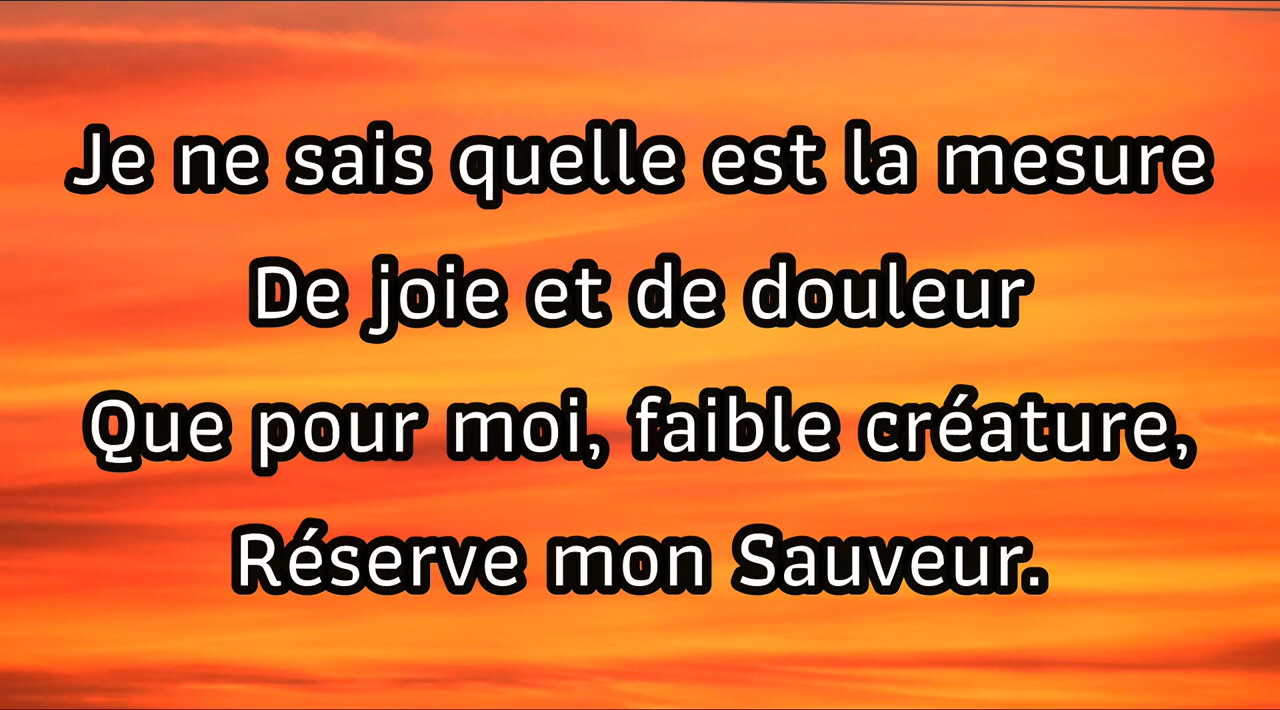 Je ne sais quelle est la mesure
De joie et de douleur
Que pour moi, faible créature,
Réserve mon Sauveur.